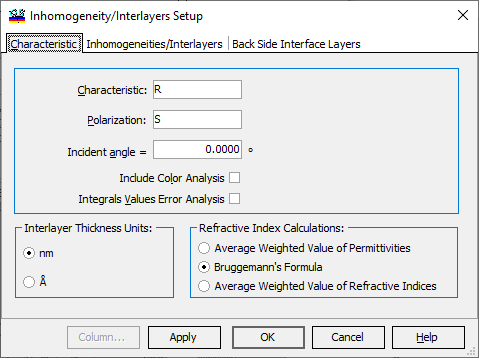 Inhomogeneity/Interlayers Setup
Characteristic Inhomogeneities/Interlayers Back Side Interface Layers
Characteristic: R
Polarization: S
Incident angle = 0.0000 °
Include Color Analysis
Integrals Values Error Analysis
Interlayer Thickness Units:
nm
Å
Refractive Index Calculations:
Average Weighted Value of Permittivities
Bruggemann's Formula
Average Weighted Value of Refractive Indices
Column... Apply OK Cancel Help